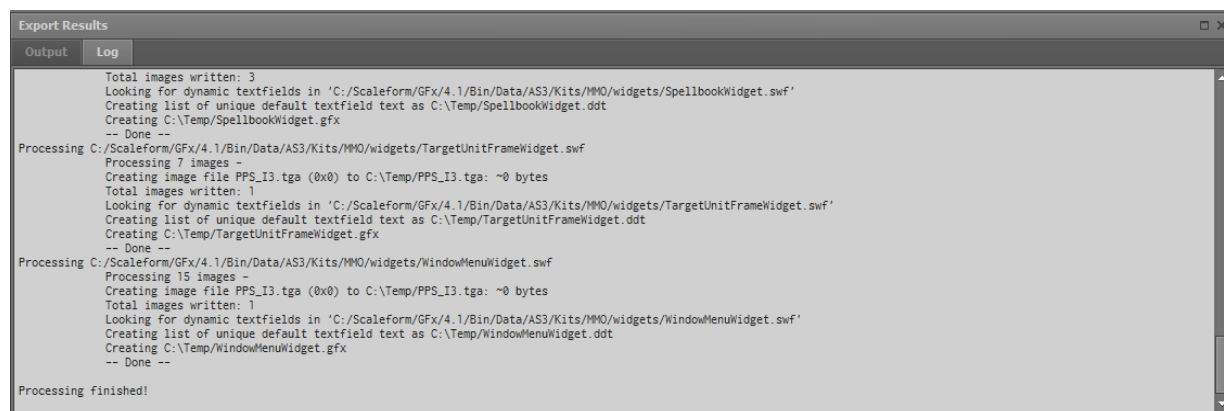 Export Results
Output Log
Total images written: 3
Looking for dynamic textfields in 'C:/Scaleform/GFx/4.1/Bin/Data/AS3/Kits/MMO/widgets/SpellbookWidget.swf'
Creating list of unique default textfield text as C:\Temp/SpellbookWidget.ddt
Creating C:\Temp/SpellbookWidget.gfx
-- Done --
Processing C:/Scaleform/GFx/4.1/Bin/Data/AS3/Kits/MMO/widgets/TargetUnitFrameWidget.swf
Processing 7 images -
Creating image file PPS_I3.tga (0x0) to C:\Temp/PPS_I3.tga: ~0 bytes
Total images written: 1
Looking for dynamic textfields in 'C:/Scaleform/GFx/4.1/Bin/Data/AS3/Kits/MMO/widgets/TargetUnitFrameWidget.swf'
Creating list of unique default textfield text as C:\Temp/TargetUnitFrameWidget.ddt
Creating C:\Temp/TargetUnitFrameWidget.gfx
-- Done --
Processing C:/Scaleform/GFx/4.1/Bin/Data/AS3/Kits/MMO/widgets/WindowMenuWidget.swf
Processing 15 images -
Creating image file PPS_I3.tga (0x0) to C:\Temp/PPS_I3.tga: ~0 bytes
Total images written: 1
Looking for dynamic textfields in 'C:/Scaleform/GFx/4.1/Bin/Data/AS3/Kits/MMO/widgets/WindowMenuWidget.swf'
Creating list of unique default textfield text as C:\Temp/WindowMenuWidget.ddt
Creating C:\Temp/WindowMenuWidget.gfx
-- Done --
Processing finished!